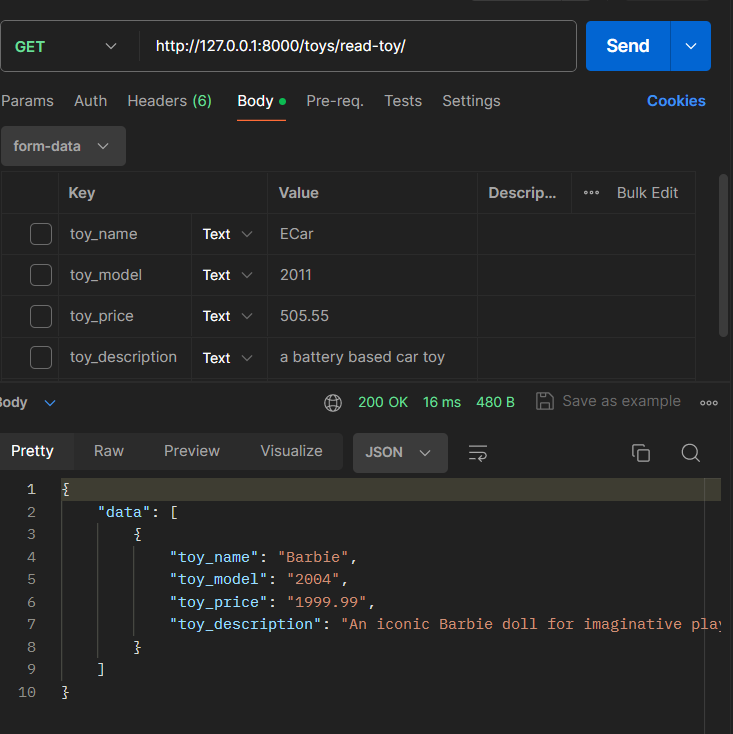 GET http://127.0.0.1:8000/toys/read-toy/ Send
Params Auth Headers (6) Body Pre-req. Tests Settings Cookies
form-data
Key Value Descrip... Bulk Edit
toy_name Text ECar
toy_model Text 2011
toy_price Text 505.55
toy_description Text a battery based car toy
Body 200 OK 16 ms 480 B Save as example
Pretty Raw Preview Visualize JSON
1 {
2 "data": [
3 {
4 "toy_name": "Barbie",
5 "toy_model": "2004",
6 "toy_price": "1999.99",
7 "toy_description": "An iconic Barbie doll for imaginative play
8 }
9 ]
10 }